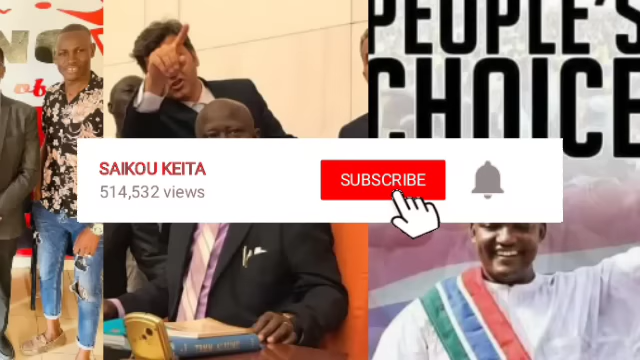 PEOPLE'S
CHOICE
SAIKOU KEITA
514,532 views
SUBSCRIBE